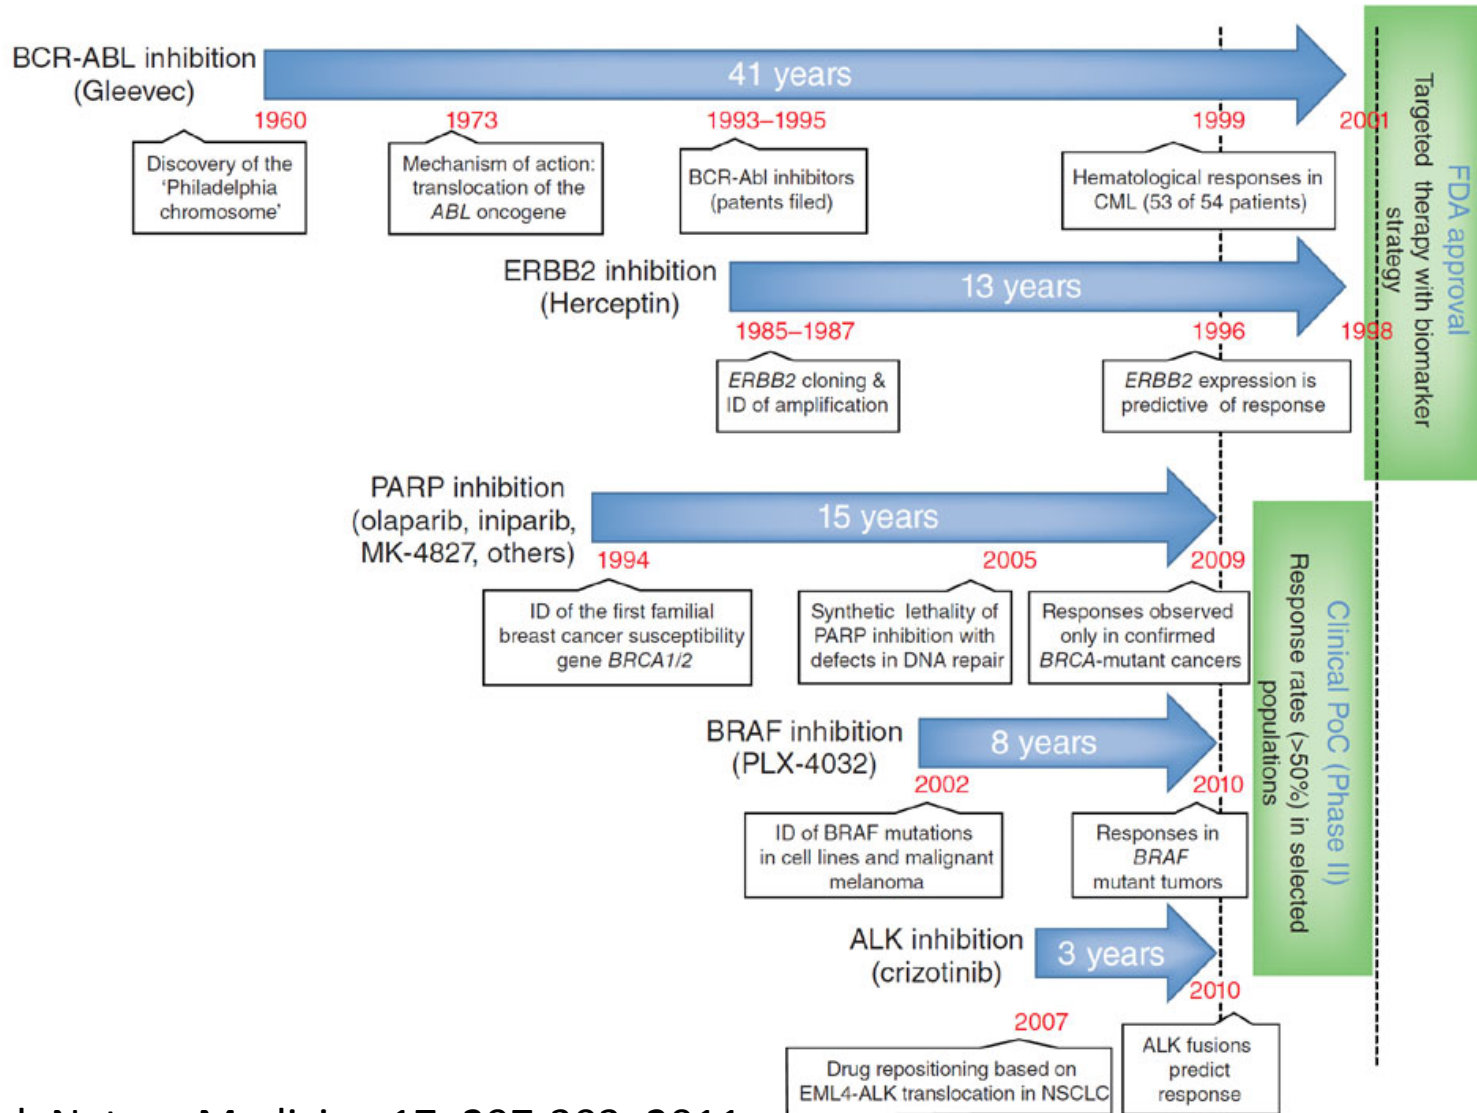 BCR-ABL inhibition
(Gleevec)
41 years
1960
1973
1993–1995
1999
2001
Discovery of the
‘Philadelphia
chromosome’
Mechanism of action:
translocation of the
ABL oncogene
BCR-Abl inhibitors
(patents filed)
Hematological responses in
CML (53 of 54 patients)
ERBB2 inhibition
(Herceptin)
13 years
1985–1987
1996
1998
ERBB2 cloning &
ID of amplification
ERBB2 expression is
predictive of response
FDA approval
Targeted therapy with biomarker
strategy
PARP inhibition
(olaparib, iniparib,
MK-4827, others)
15 years
1994
2005
2009
ID of the first familial
breast cancer susceptibility
gene BRCA1/2
Synthetic lethality of
PARP inhibition with
defects in DNA repair
Responses observed
only in confirmed
BRCA-mutant cancers
BRAF inhibition
(PLX-4032)
8 years
2002
2010
ID of BRAF mutations
in cell lines and malignant
melanoma
Responses in
BRAF
mutant tumors
Clinical PoC (Phase II)
Response rates (>50%) in selected
populations
ALK inhibition
(crizotinib)
3 years
2010
2007
Drug repositioning based on
EML4-ALK translocation in NSCLC
ALK fusions
predict
response